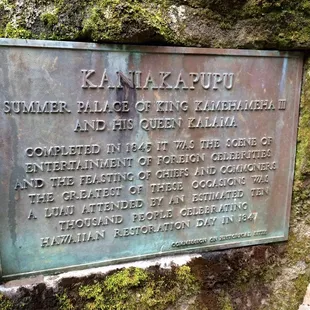 KANIAKAPUPU
SUMMER PALACE OF KING KAMEHAMEHA III
AND HIS QUEEN KALAMA
COMPLETED IN 1845 IT WAS THE SCENE OF
ENTERTAINMENT OF FOREIGN CELEBRITIES
AND THE FEASTING OF CHIEFS AND COMMONERS
THE GREATEST OF THESE OCCASIONS WAS
A LUAU ATTENDED BY AN ESTIMATED TEN
THOUSAND PEOPLE CELEBRATING
HAWAIIAN RESTORATION DAY IN 1847
COMMISSION ON HISTORICAL SITES